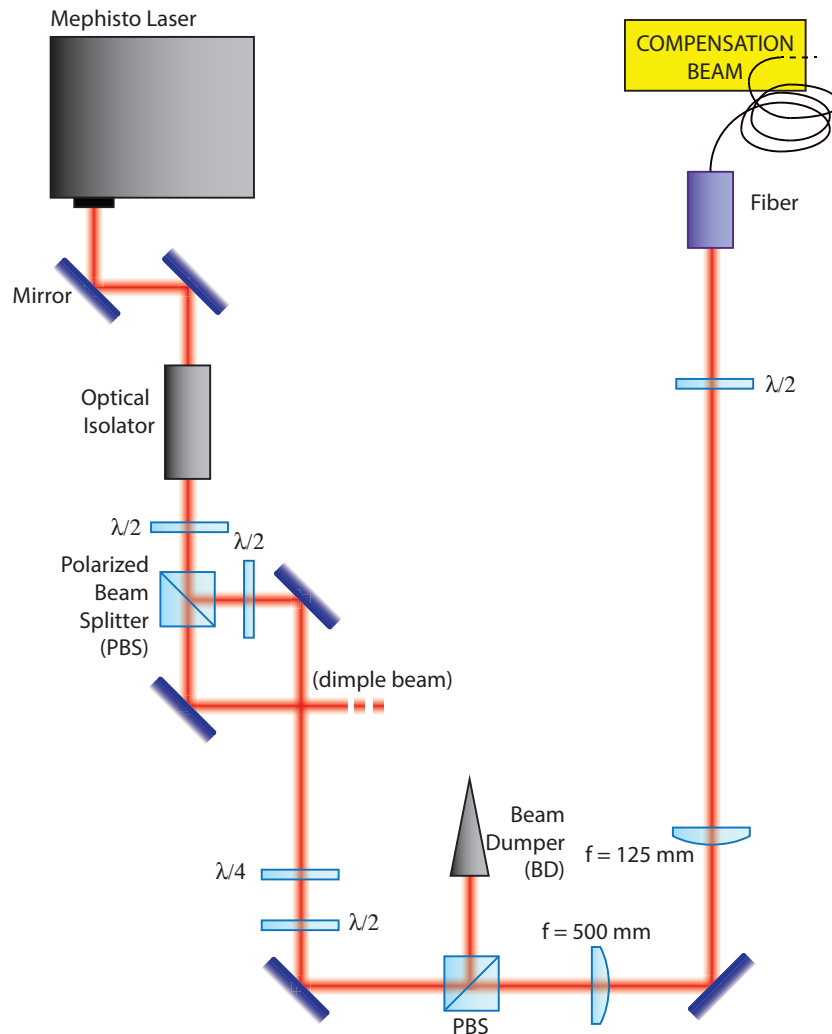 Mephisto Laser
COMPENSATION
BEAM
Fiber
Mirror
λ/2
Optical
Isolator
λ/2
λ/2
Polarized
Beam
Splitter
(PBS)
(dimple beam)
Beam
Dumper
(BD)
f = 125 mm
λ/4
λ/2
f = 500 mm
PBS